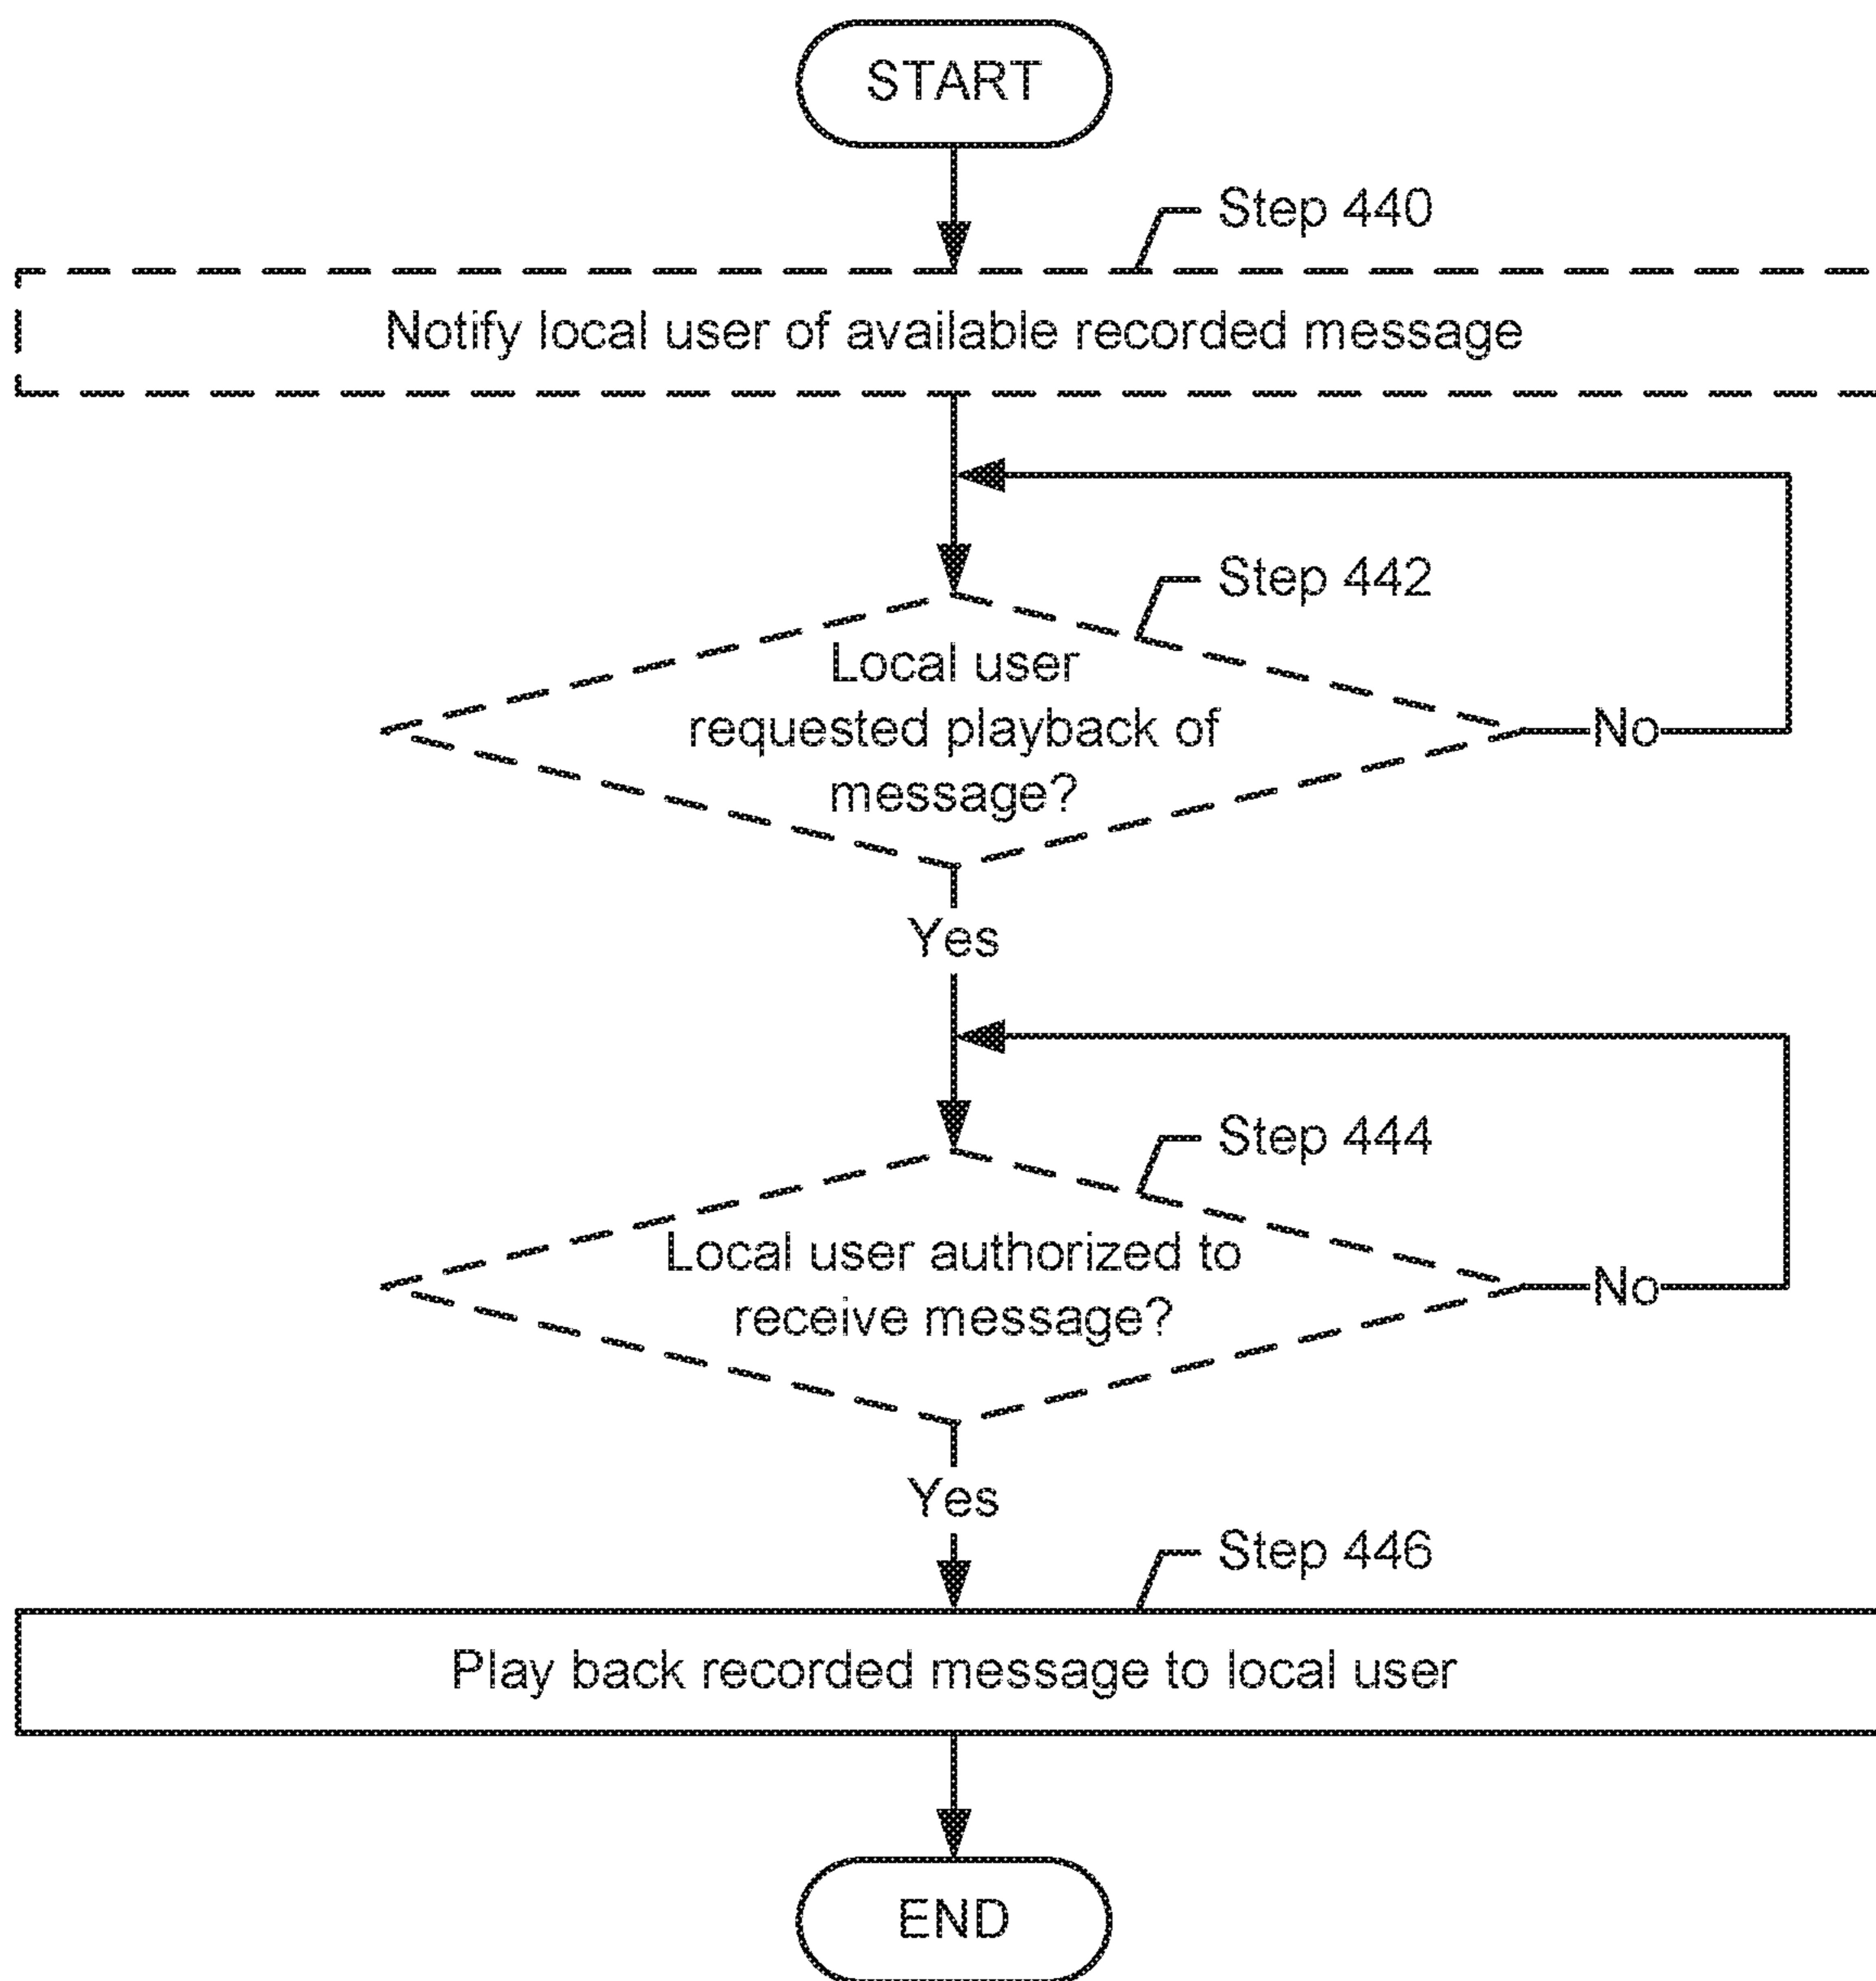 START
Step 440
Notify local user of available recorded message
Step 442
Local user
requested playback of
message?
No
Yes
Step 444
Local user authorized to
receive message?
No
Yes
Step 446
Play back recorded message to local user
END